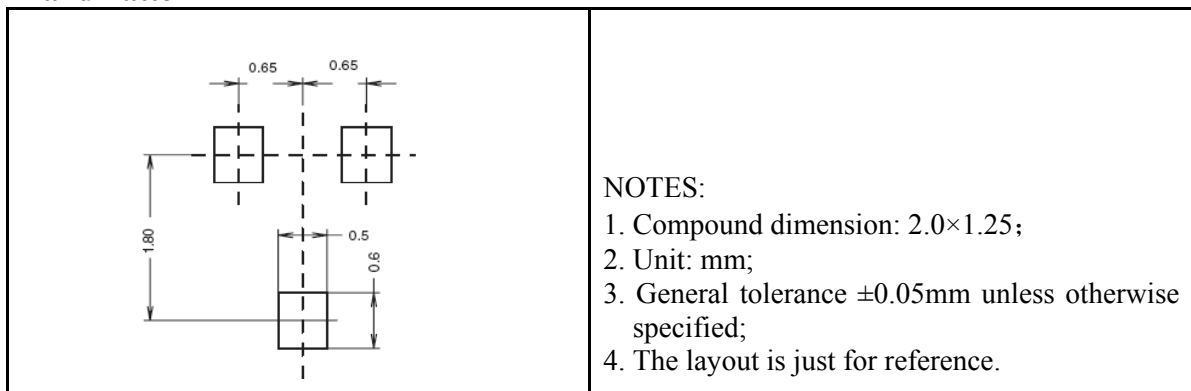 0.65 0.65
1.80
0.5
0.6
NOTES:
1. Compound dimension: 2.0×1.25；
2. Unit: mm;
3. General tolerance ±0.05mm unless otherwise
specified;
4. The layout is just for reference.